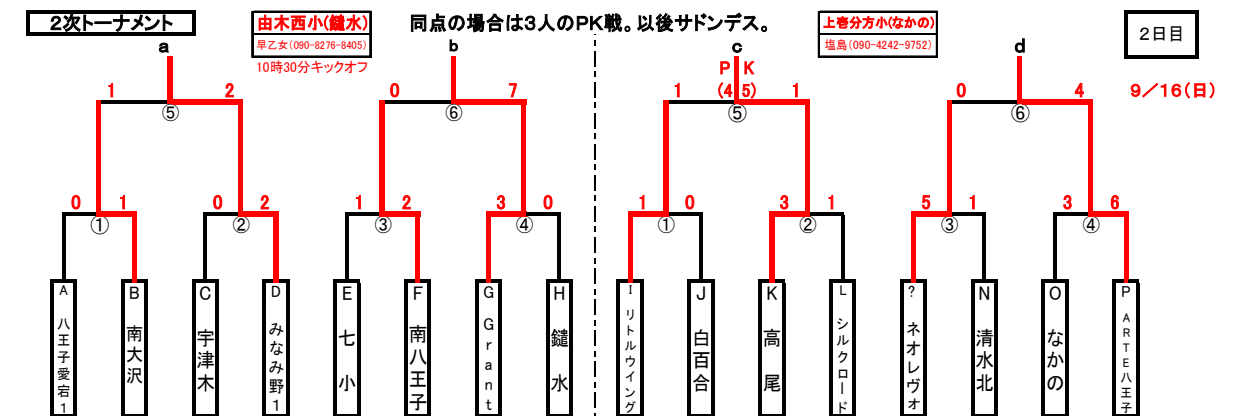 2次トーナメント
由木西小(鑓水)
早乙女(090-8276-8405)
10時30分キックオフ
同点の場合は3人のPK戦。以後サドンデス。
上壱分方小(なかの)
塩島(090-4242-9752)
2日目
9/16(日)
a b c d
P K
1 2 0 7 1 (4 5) 1 0 4
⑤ ⑥ ⑤ ⑥
0 1 0 2 1 2 3 0 1 0 3 1 5 1 3 6
① ② ③ ④ ① ② ③ ④
A 八王子愛宕1
B 南大沢
C 宇津木
D みなみ野1
E 七小
F 南八王子
G Grant
H 鑓水
I リトルウイング
J 白百合
K 高尾
L シルクロード
? ネオレヴォ
N 清水北
O なかの
P ARTE八王子